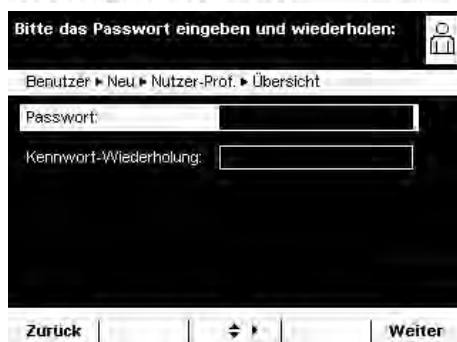 Bitte das Passwort eingeben und wiederholen:
Benutzer ▸ Neu ▸ Nutzer-Prof. ▸ Übersicht
Passwort:
Kennwort-Wiederholung:
Zurück Weiter